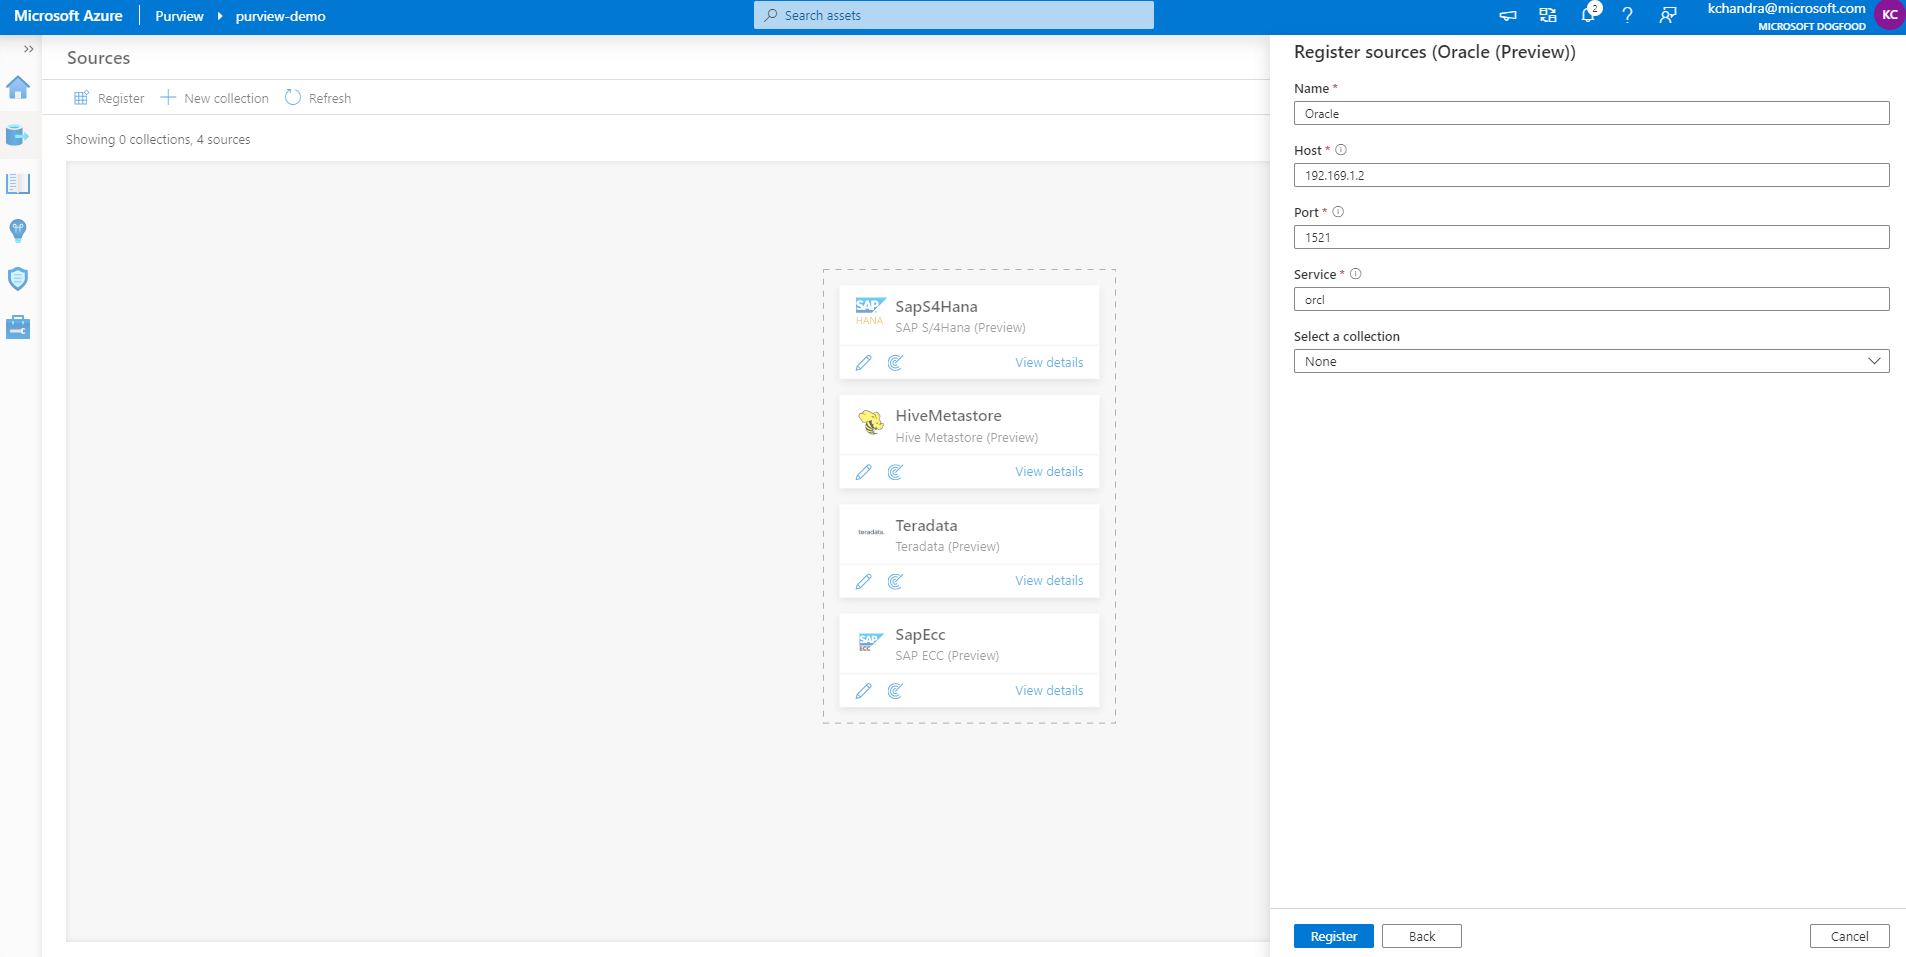 Microsoft Azure Purview purview-demo Search assets 2 kchandra@microsoft.com KC
MICROSOFT DOGFOOD
Sources
Register New collection Refresh
Showing 0 collections, 4 sources
SAP HANA SapS4Hana
SAP S/4Hana (Preview)
View details
HiveMetastore
Hive Metastore (Preview)
View details
teradata. Teradata
Teradata (Preview)
View details
SAP ECC SapEcc
SAP ECC (Preview)
View details
Register sources (Oracle (Preview))
Name *
Oracle
Host *
192.169.1.2
Port *
1521
Service *
orcl
Select a collection
None
Register Back Cancel